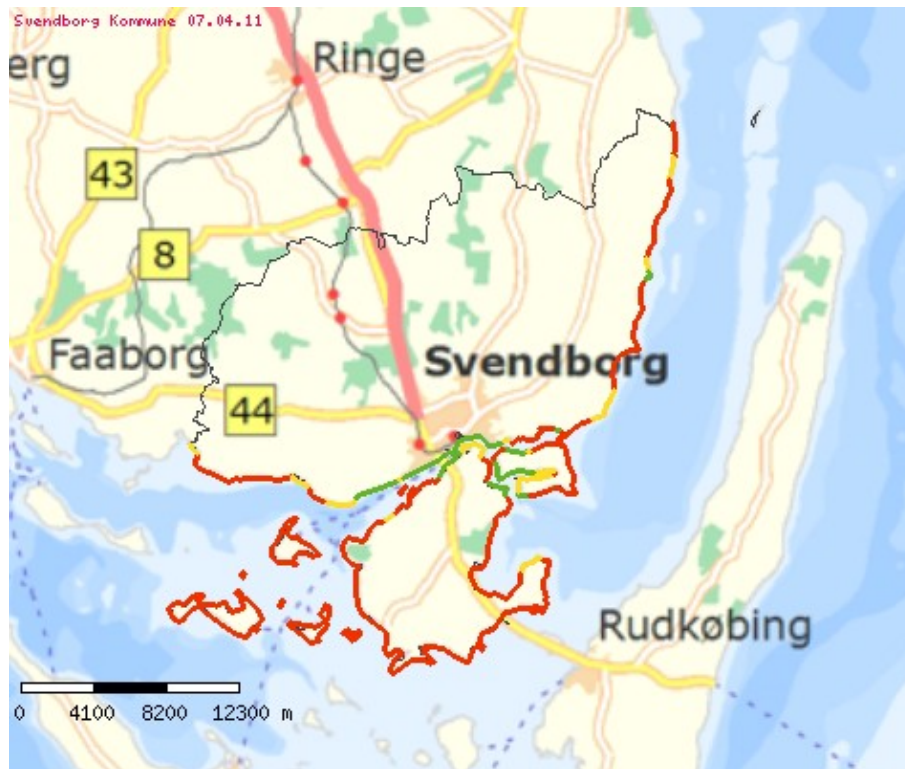 Svendborg Kommune 07.04.11
Ringe
erg
43
8
Faaborg
Svendborg
44
Rudkøbing
0 4100 8200 12300 m